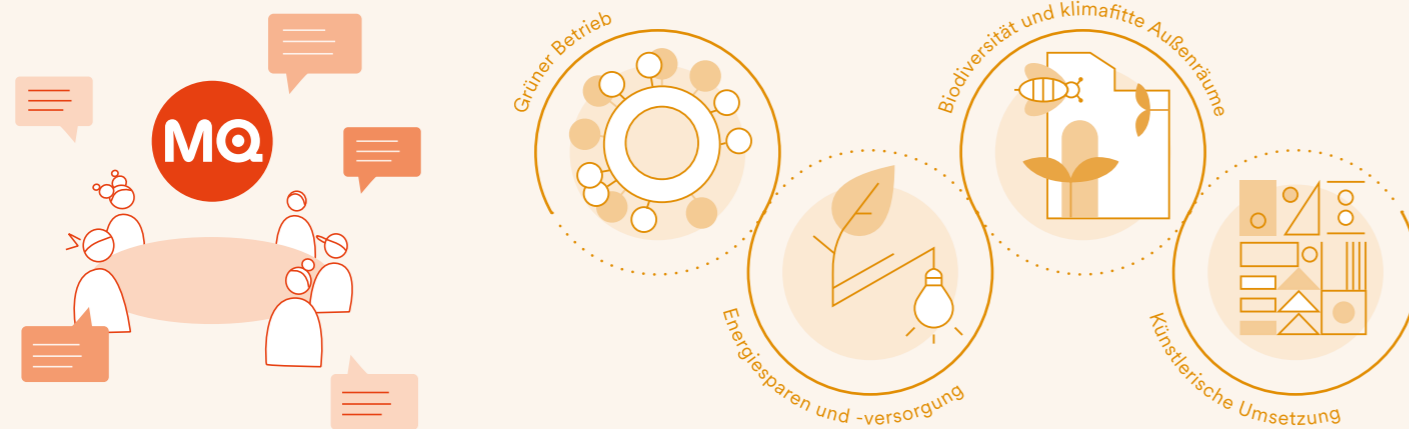 MQ
Grüner Betrieb
Energiesparen und -versorgung
Biodiversität und klimafitte Außenräume
Künstlerische Umsetzung